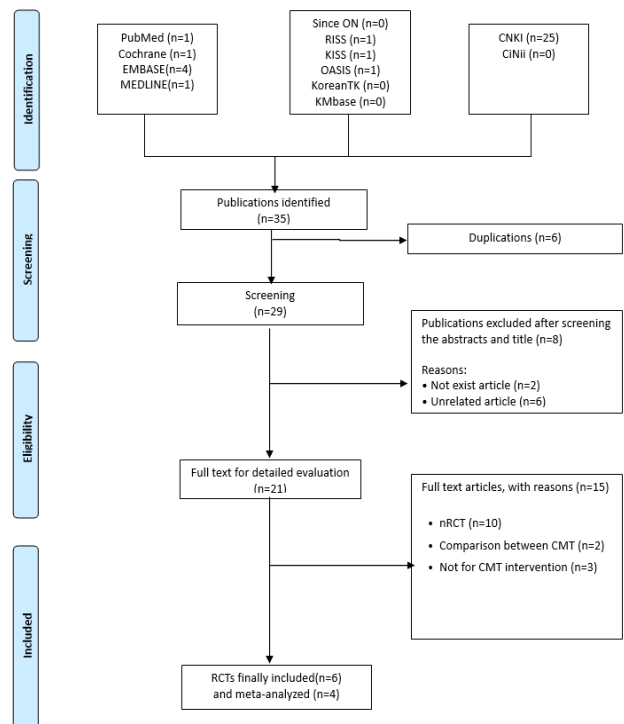 Identification
PubMed (n=1)
Cochrane (n=1)
EMBASE(n=4)
MEDLINE(n=1)
Since ON (n=0)
RISS (n=1)
KISS (n=1)
OASIS (n=1)
KoreanTK (n=0)
KMbase (n=0)
CNKI (n=25)
CiNii (n=0)
Screening
Publications identified
(n=35)
Duplications (n=6)
Screening
(n=29)
Publications excluded after screening
the abstracts and title (n=8)
Reasons:
• Not exist article (n=2)
• Unrelated article (n=6)
Eligibility
Full text for detailed evaluation
(n=21)
Full text articles, with reasons (n=15)
• nRCT (n=10)
• Comparison between CMT (n=2)
• Not for CMT intervention (n=3)
Included
RCTs finally included(n=6)
and meta-analyzed (n=4)